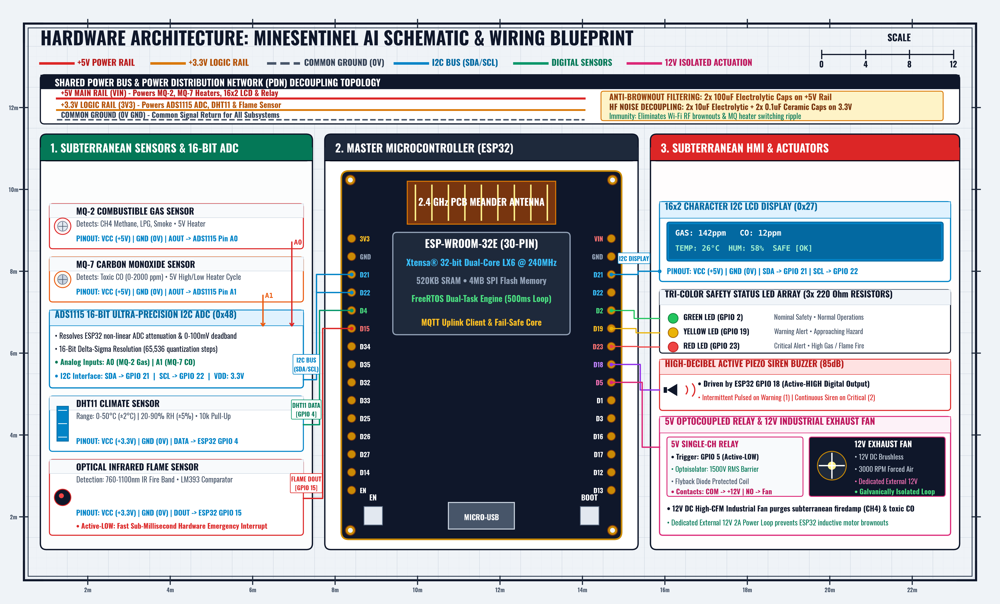 HARDWARE ARCHITECTURE: MINESENTINEL AI SCHEMATIC & WIRING BLUEPRINT
SCALE
0 4 8 12
+5V POWER RAIL
+3.3V LOGIC RAIL
COMMON GROUND (0V)
I2C BUS (SDA/SCL)
DIGITAL SENSORS
12V ISOLATED ACTUATION
SHARED POWER BUS & POWER DISTRIBUTION NETWORK (PDN) DECOUPLING TOPOLOGY
+5V MAIN RAIL (VIN) - Powers MQ-2, MQ-7 Heaters, 16x2 LCD & Relay
+3.3V LOGIC RAIL (3V3) - Powers ADS1115 ADC, DHT11 & Flame Sensor
COMMON GROUND (0V GND) - Common Signal Return for All Subsystems
ANTI-BROWNOUT FILTERING: 2x 100uF Electrolytic Caps on +5V Rail
HF NOISE DECOUPLING: 2x 10uF Electrolytic + 2x 0.1uF Ceramic Caps on 3.3V
Immunity: Eliminates Wi-Fi RF brownouts & MQ heater switching ripple
1. SUBTERRANEAN SENSORS & 16-BIT ADC
MQ-2 COMBUSTIBLE GAS SENSOR
Detects: CH4 Methane, LPG, Smoke • 5V Heater
PINOUT: VCC (+5V) | GND (0V) | AOUT -> ADS1115 Pin A0
A0
MQ-7 CARBON MONOXIDE SENSOR
Detects: Toxic CO (0-2000 ppm) • 5V High/Low Heater Cycle
PINOUT: VCC (+5V) | GND (0V) | AOUT -> ADS1115 Pin A1
A1
ADS1115 16-BIT ULTRA-PRECISION I2C ADC (0x48)
• Resolves ESP32 non-linear ADC attenuation & 0-100mV deadband
• 16-Bit Delta-Sigma Resolution (65,536 quantization steps)
• Analog Inputs: A0 (MQ-2 Gas) | A1 (MQ-7 CO)
• I2C Interface: SDA -> GPIO 21 | SCL -> GPIO 22 | VDD: 3.3V
I2C BUS
(SDA/SCL)
DHT11 CLIMATE SENSOR
Range: 0-50°C (±2°C) | 20-90% RH (±5%) • 10k Pull-Up
PINOUT: VCC (+3.3V) | GND (0V) | DATA -> ESP32 GPIO 4
DHT11 DATA
[GPIO 4]
OPTICAL INFRARED FLAME SENSOR
Detection: 760-1100nm IR Fire Band • LM393 Comparator
PINOUT: VCC (+3.3V) | GND (0V) | DOUT -> ESP32 GPIO 15
• Active-LOW: Fast Sub-Millisecond Hardware Emergency Interrupt
FLAME DOUT
[GPIO 15]
2. MASTER MICROCONTROLLER (ESP32)
2.4 GHz PCB MEANDER ANTENNA
ESP-WROOM-32E (30-PIN)
Xtensa® 32-bit Dual-Core LX6 @ 240MHz
520KB SRAM • 4MB SPI Flash Memory
FreeRTOS Dual-Task Engine (500ms Loop)
MQTT Uplink Client & Fail-Safe Core
3V3
GND
D21
D22
D4
D15
D34
D35
D32
D33
D25
D26
D27
D14
EN
VIN
GND
D21
D22
D2
D19
D23
D18
D5
D1
D3
D16
D17
D12
D13
EN
BOOT
MICRO-USB
I2C DISPLAY
3. SUBTERRANEAN HMI & ACTUATORS
16x2 CHARACTER I2C LCD DISPLAY (0x27)
GAS: 142ppm CO: 12ppm
TEMP: 26°C HUM: 58% SAFE [OK]
PINOUT: VCC (+5V) | GND (0V) | SDA -> GPIO 21 | SCL -> GPIO 22
TRI-COLOR SAFETY STATUS LED ARRAY (3x 220 Ohm RESISTORS)
GREEN LED (GPIO 2) Nominal Safety • Normal Operations
YELLOW LED (GPIO 19) Warning Alert • Approaching Hazard
RED LED (GPIO 23) Critical Alert • High Gas / Flame Fire
HIGH-DECIBEL ACTIVE PIEZO SIREN BUZZER (85dB)
• Driven by ESP32 GPIO 18 (Active-HIGH Digital Output)
• Intermittent Pulsed on Warning (1) | Continuous Siren on Critical (2)
5V OPTOCOUPLED RELAY & 12V INDUSTRIAL EXHAUST FAN
5V SINGLE-CH RELAY
• Trigger: GPIO 5 (Active-LOW)
• Optoisolator: 1500V RMS Barrier
• Flyback Diode Protected Coil
• Contacts: COM -> +12V | NO -> Fan
12V EXHAUST FAN
• 12V DC Brushless
• 3000 RPM Forced Air
• Dedicated External 12V
• Galvanically Isolated Loop
• 12V DC High-CFM Industrial Fan purges subterranean firedamp (CH4) & toxic CO
• Dedicated External 12V 2A Power Loop prevents ESP32 inductive motor brownouts
12m
10m
8m
6m
4m
2m
2m 4m 6m 8m 10m 12m 14m 16m 18m 20m 22m